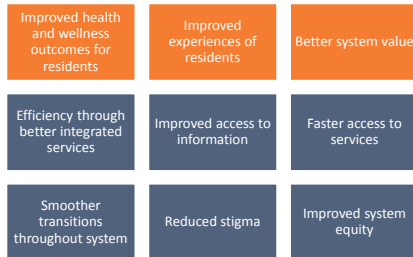 Improved health
and wellness
outcomes for
residents
Improved
experiences of
residents
Better system value
Efficiency through
better integrated
services
Improved access to
information
Faster access to
services
Smoother
transitions
throughout system
Reduced stigma
Improved system
equity